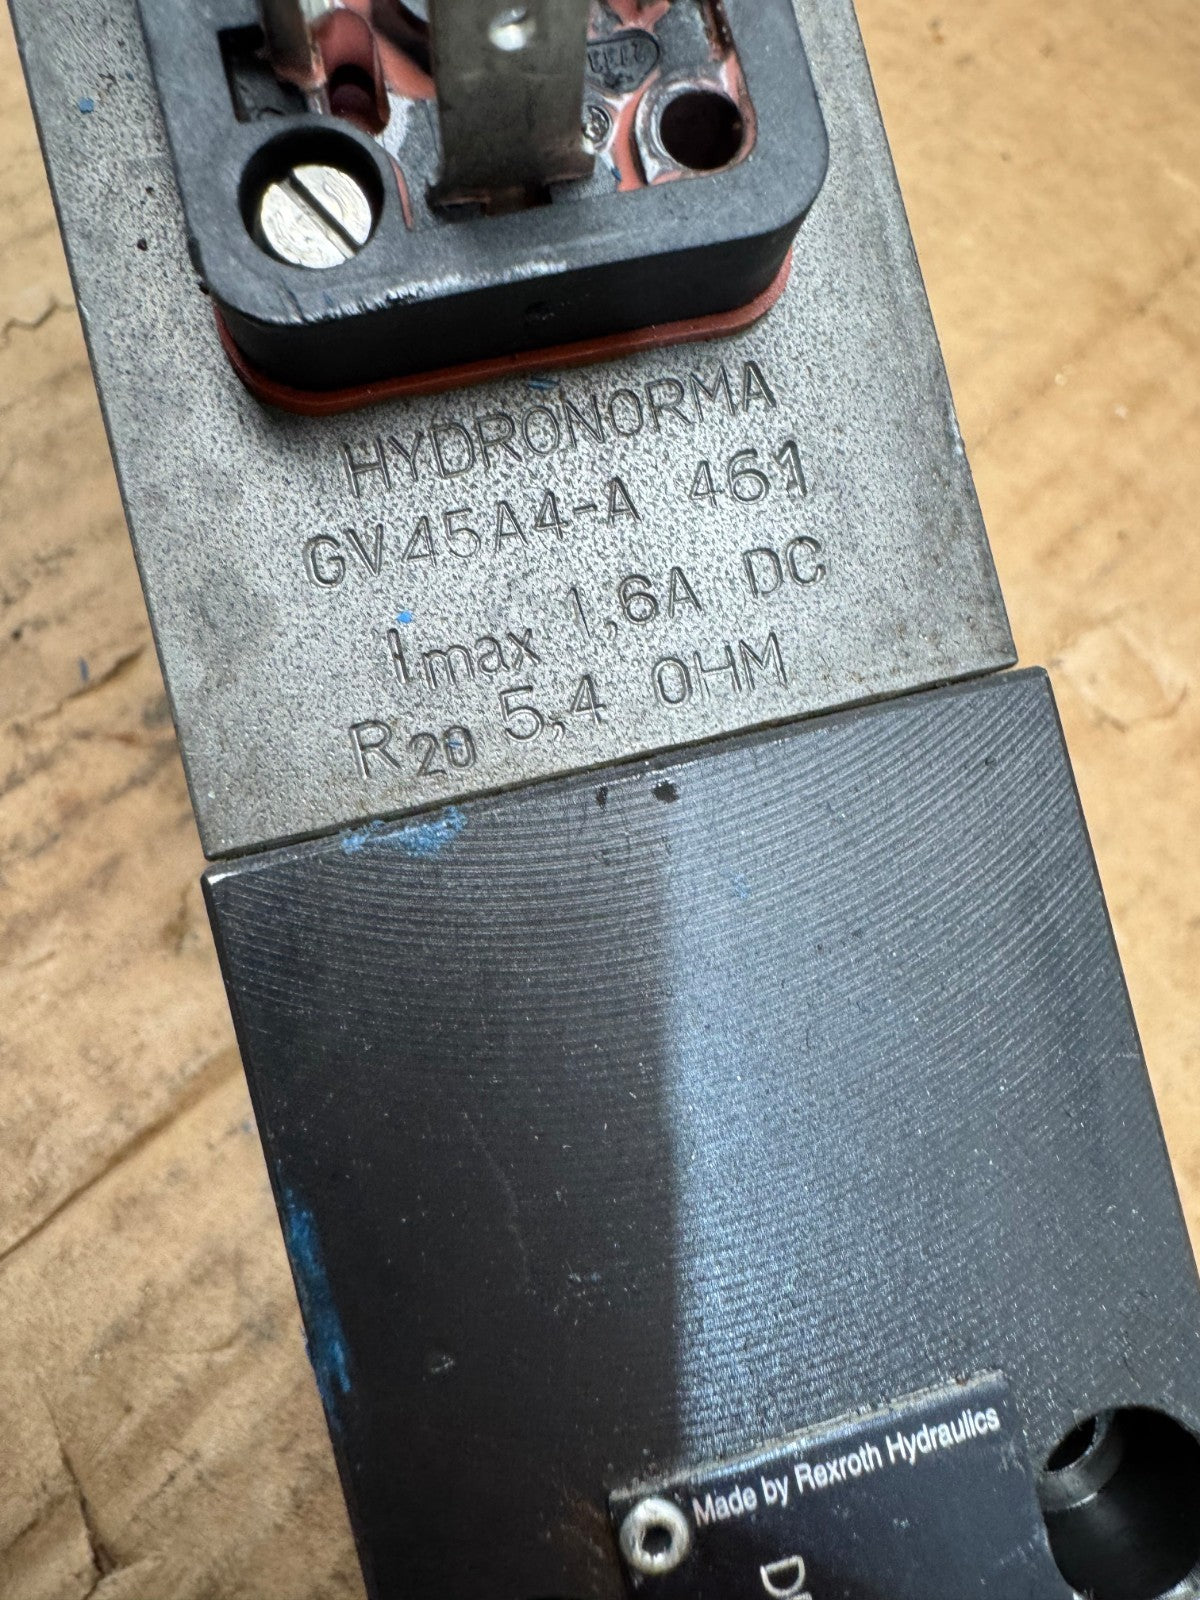 HYDRONORMA
GV45A4-A 461
Imax 1,6A DC
R20 5,4 OHM
Made by Rexroth Hydraulics